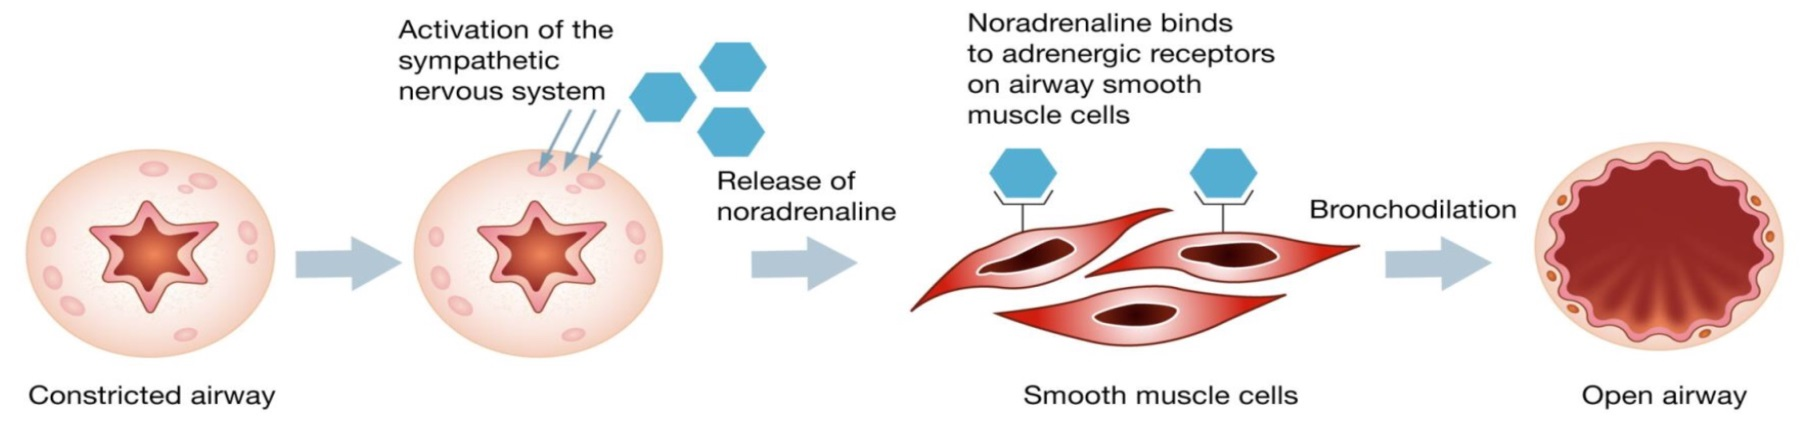 Activation of the
sympathetic
nervous system
Release of
noradrenaline
Noradrenaline binds
to adrenergic receptors
on airway smooth
muscle cells
Bronchodilation
Constricted airway
Smooth muscle cells
Open airway